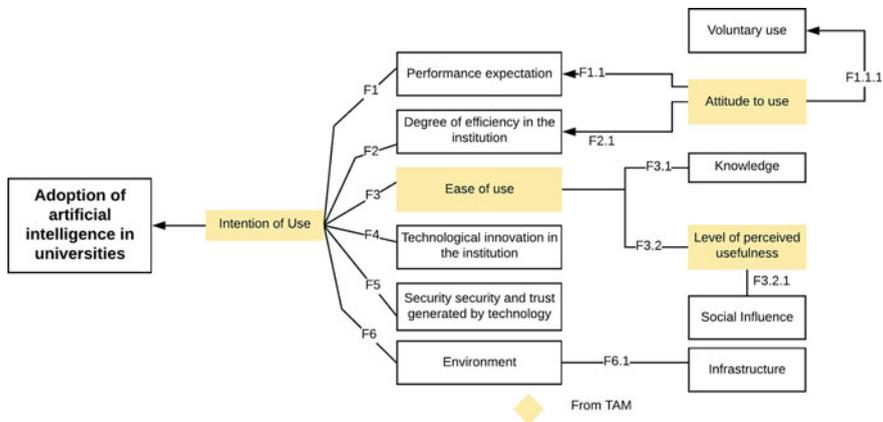 Voluntary use
Performance expectation
F1.1
F1.1.1
F1
Attitude to use
Degree of efficiency in the
institution
F2.1
F2
Knowledge
F3.1
Ease of use
F3
Adoption of
artificial
intelligence in
universities
Intention of Use
F4
Technological innovation in
the institution
F3.2
Level of perceived
usefulness
F3.2.1
F5
Security security and trust
generated by technology
Social Influence
F6
Environment
F6.1
Infrastructure
From TAM